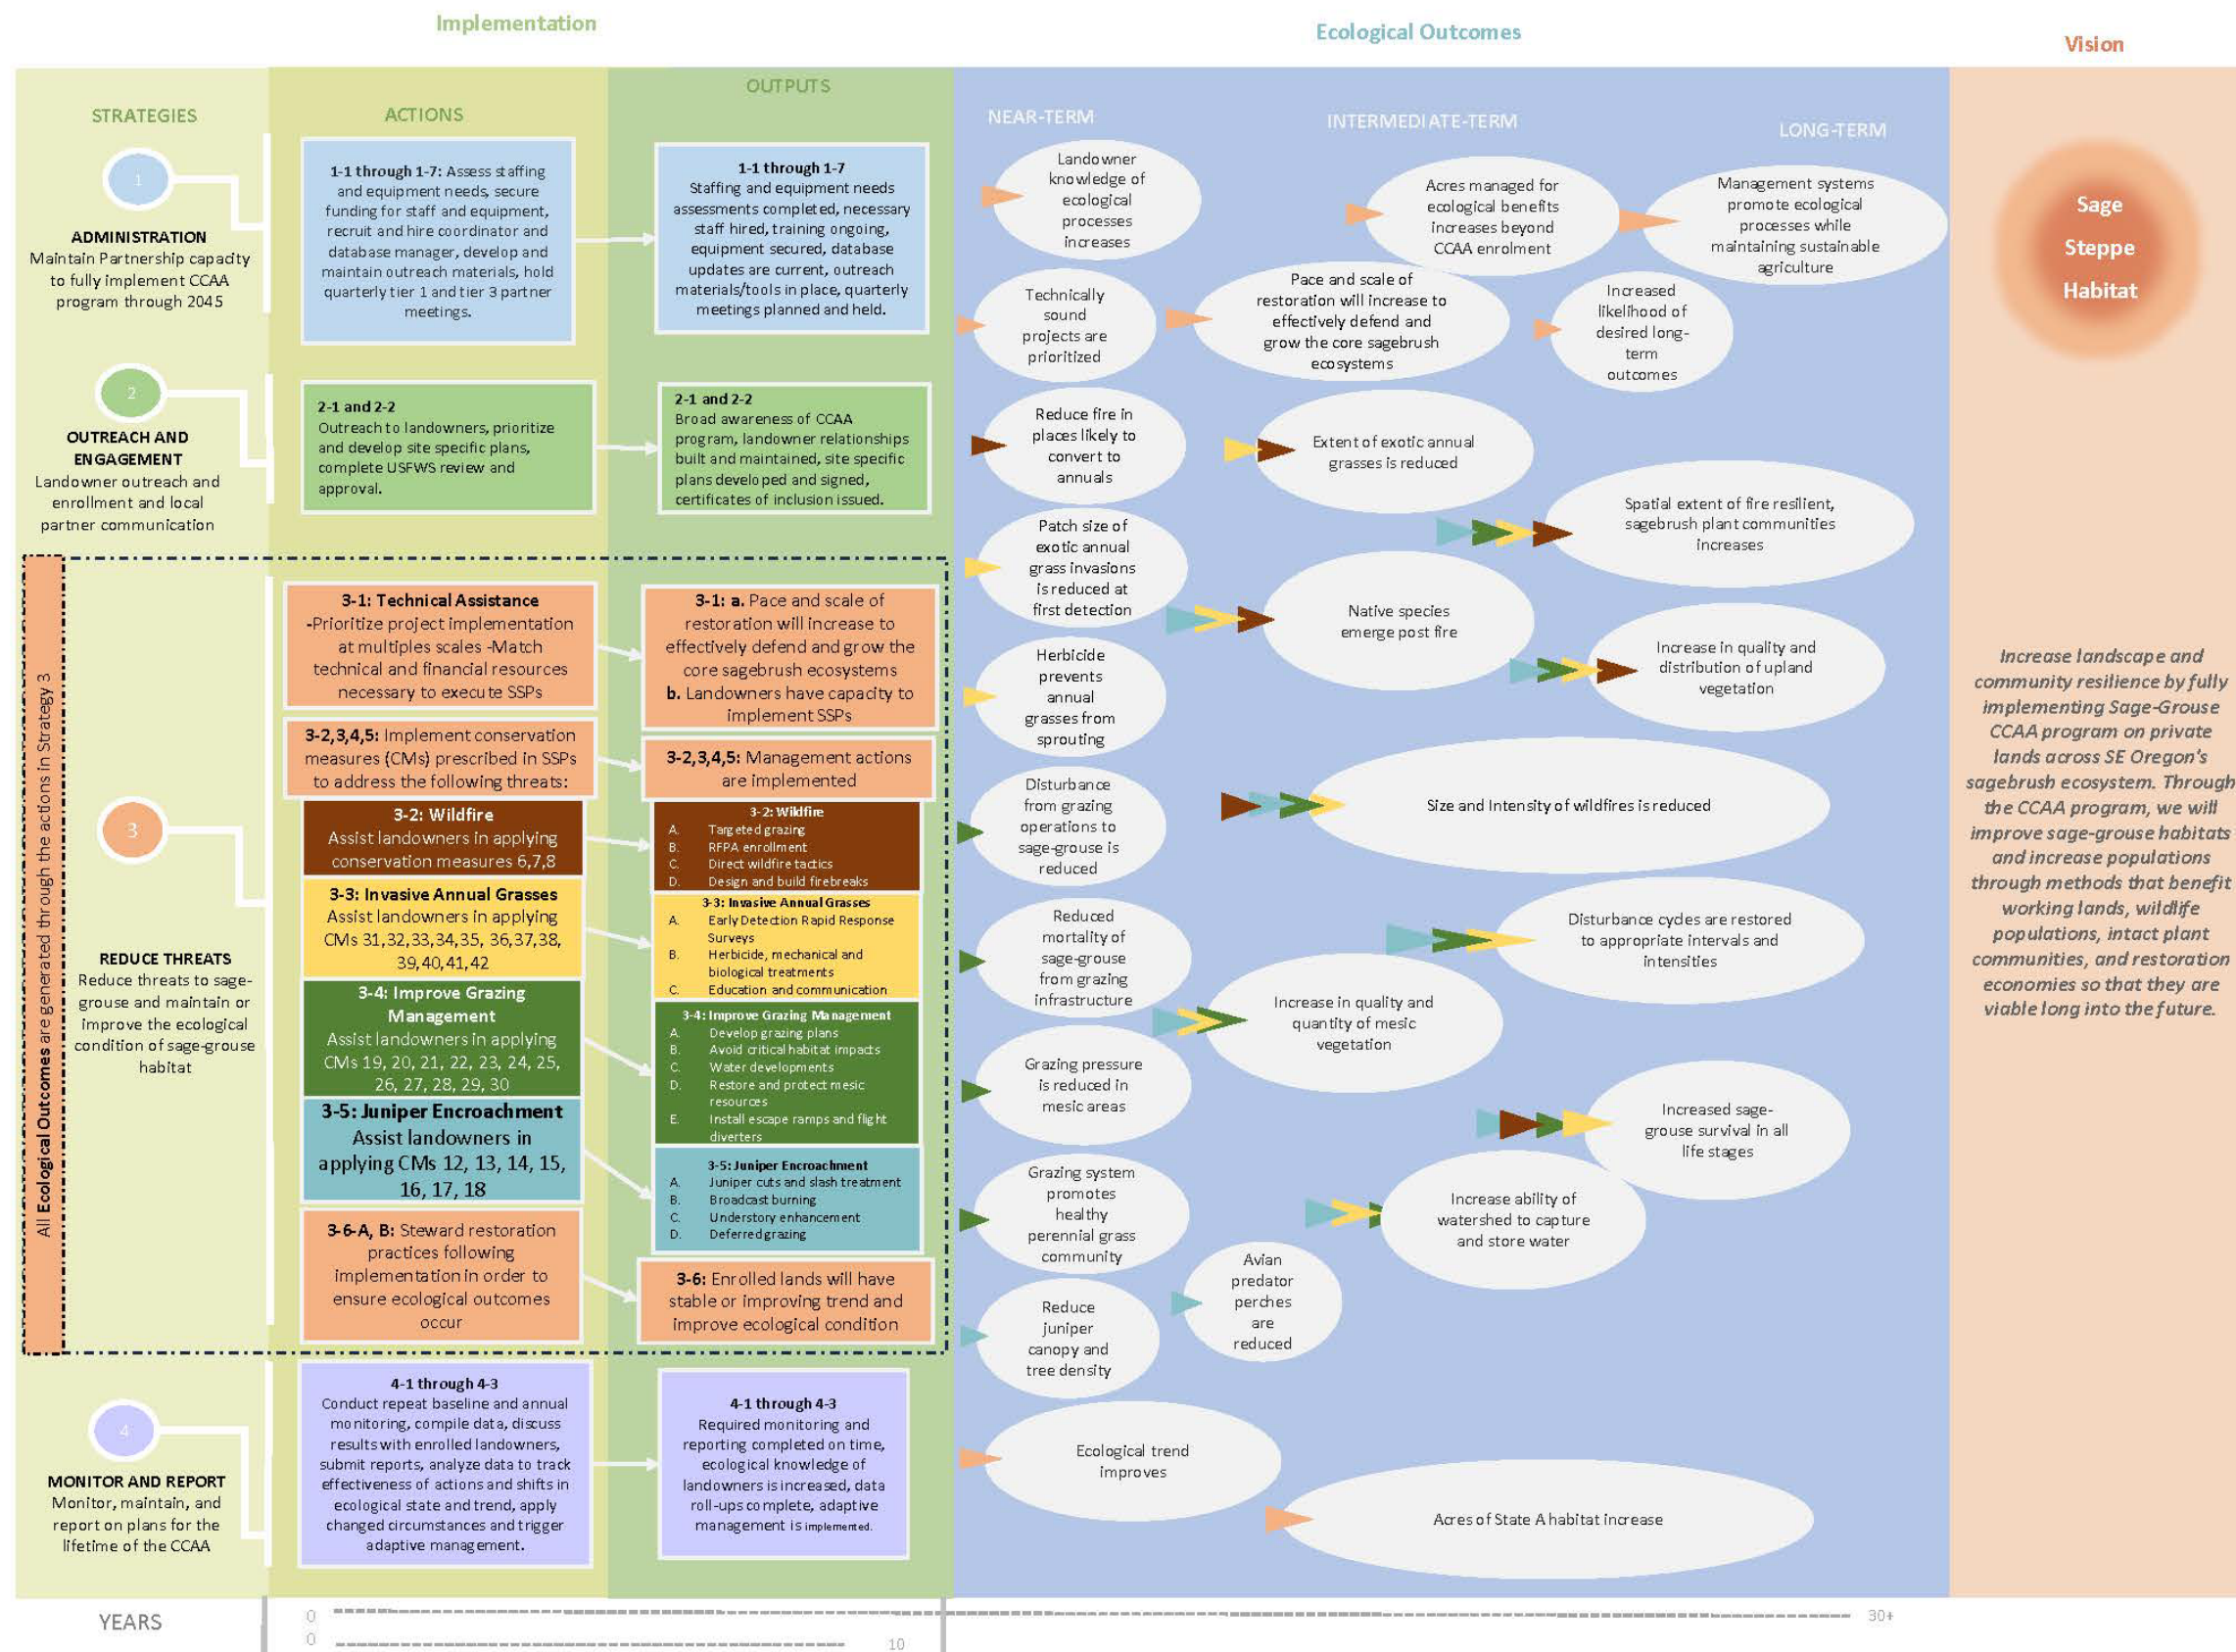 Implementation
Ecological Outcomes
Vision
STRATEGIES
ACTIONS
OUTPUTS
NEAR-TERM
INTERMEDIATE-TERM
LONG-TERM
1
ADMINISTRATION
Maintain Partnership capacity
to fully implement CCAA
program through 2045
1-1 through 1-7: Assess staffing
and equipment needs, secure
funding for staff and equipment,
recruit and hire coordinator and
database manager, develop and
maintain outreach materials, hold
quarterly tier 1 and tier 3 partner
meetings.
1-1 through 1-7
Staffing and equipment needs
assessments completed, necessary
staff hired, training ongoing,
equipment secured, database
updates are current, outreach
materials/tools in place, quarterly
meetings planned and held.
2
OUTREACH AND
ENGAGEMENT
Landowner outreach and
enrollment and local
partner communication
2-1 and 2-2
Outreach to landowners, prioritize
and develop site specific plans,
complete USFWS review and
approval.
2-1 and 2-2
Broad awareness of CCAA
program, landowner relationships
built and maintained, site specific
plans developed and signed,
certificates of inclusion issued.
All Ecological Outcomes are generated through the actions in Strategy 3
3
REDUCE THREATS
Reduce threats to sage-
grouse and maintain or
improve the ecological
condition of sage-grouse
habitat
3-1: Technical Assistance
-Prioritize project implementation
at multiples scales -Match
technical and financial resources
necessary to execute SSPs
3-2,3,4,5: Implement conservation
measures (CMs) prescribed in SSPs
to address the following threats:
3-2: Wildfire
Assist landowners in applying
conservation measures 6,7,8
3-3: Invasive Annual Grasses
Assist landowners in applying
CMs 31,32,33,34,35, 36,37,38,
39,40,41,42
3-4: Improve Grazing
Management
Assist landowners in applying
CMs 19, 20, 21, 22, 23, 24, 25,
26, 27, 28, 29, 30
3-5: Juniper Encroachment
Assist landowners in
applying CMs 12, 13, 14, 15,
16, 17, 18
3-6-A, B: Steward restoration
practices following
implementation in order to
ensure ecological outcomes
occur
3-1: a. Pace and scale of
restoration will increase to
effectively defend and grow the
core sagebrush ecosystems
b. Landowners have capacity to
implement SSPs
3-2,3,4,5: Management actions
are implemented
3-2: Wildfire
A. Targeted grazing
B. RFPA enrollment
C. Direct wildfire tactics
D. Design and build firebreaks
3-3: Invasive Annual Grasses
A. Early Detection Rapid Response
Surveys
B. Herbicide, mechanical and
biological treatments
C. Education and communication
3-4: Improve Grazing Management
A. Develop grazing plans
B. Avoid critical habitat impacts
C. Water developments
D. Restore and protect mesic
resources
E. Install escape ramps and flight
diverters
3-5: Juniper Encroachment
A. Juniper cuts and slash treatment
B. Broadcast burning
C. Understory enhancement
D. Deferred grazing
3-6: Enrolled lands will have
stable or improving trend and
improve ecological condition
4
MONITOR AND REPORT
Monitor, maintain, and
report on plans for the
lifetime of the CCAA
4-1 through 4-3
Conduct repeat baseline and annual
monitoring, compile data, discuss
results with enrolled landowners,
submit reports, analyze data to track
effectiveness of actions and shifts in
ecological state and trend, apply
changed circumstances and trigger
adaptive management.
4-1 through 4-3
Required monitoring and
reporting completed on time,
ecological knowledge of
landowners is increased, data
roll-ups complete, adaptive
management is implemented.
Landowner
knowledge of
ecological
processes
increases
Technically
sound
projects are
prioritized
Reduce fire in
places likely to
convert to
annuals
Patch size of
exotic annual
grass invasions
is reduced at
first detection
Herbicide
prevents
annual
grasses from
sprouting
Disturbance
from grazing
operations to
sage-grouse is
reduced
Reduced
mortality of
sage-grouse
from grazing
infrastructure
Grazing pressure
is reduced in
mesic areas
Grazing system
promotes
healthy
perennial grass
community
Reduce
juniper
canopy and
tree density
Ecological trend
improves
Acres managed for
ecological benefits
increases beyond
CCAA enrolment
Pace and scale of
restoration will increase to
effectively defend and
grow the core sagebrush
ecosystems
Extent of exotic annual
grasses is reduced
Native species
emerge post fire
Size and Intensity of wildfires is reduced
Increase in quality and
quantity of mesic
vegetation
Increase ability of
watershed to capture
and store water
Avian
predator
perches
are
reduced
Acres of State A habitat increase
Management systems
promote ecological
processes while
maintaining sustainable
agriculture
Increased
likelihood of
desired long-
term
outcomes
Spatial extent of fire resilient,
sagebrush plant communities
increases
Increase in quality and
distribution of upland
vegetation
Disturbance cycles are restored
to appropriate intervals and
intensities
Increased sage-
grouse survival in all
life stages
Sage
Steppe
Habitat
Increase landscape and
community resilience by fully
implementing Sage-Grouse
CCAA program on private
lands across SE Oregon's
sagebrush ecosystem. Through
the CCAA program, we will
improve sage-grouse habitats
and increase populations
through methods that benefit
working lands, wildlife
populations, intact plant
communities, and restoration
economies so that they are
viable long into the future.
YEARS
0
30+
0
10